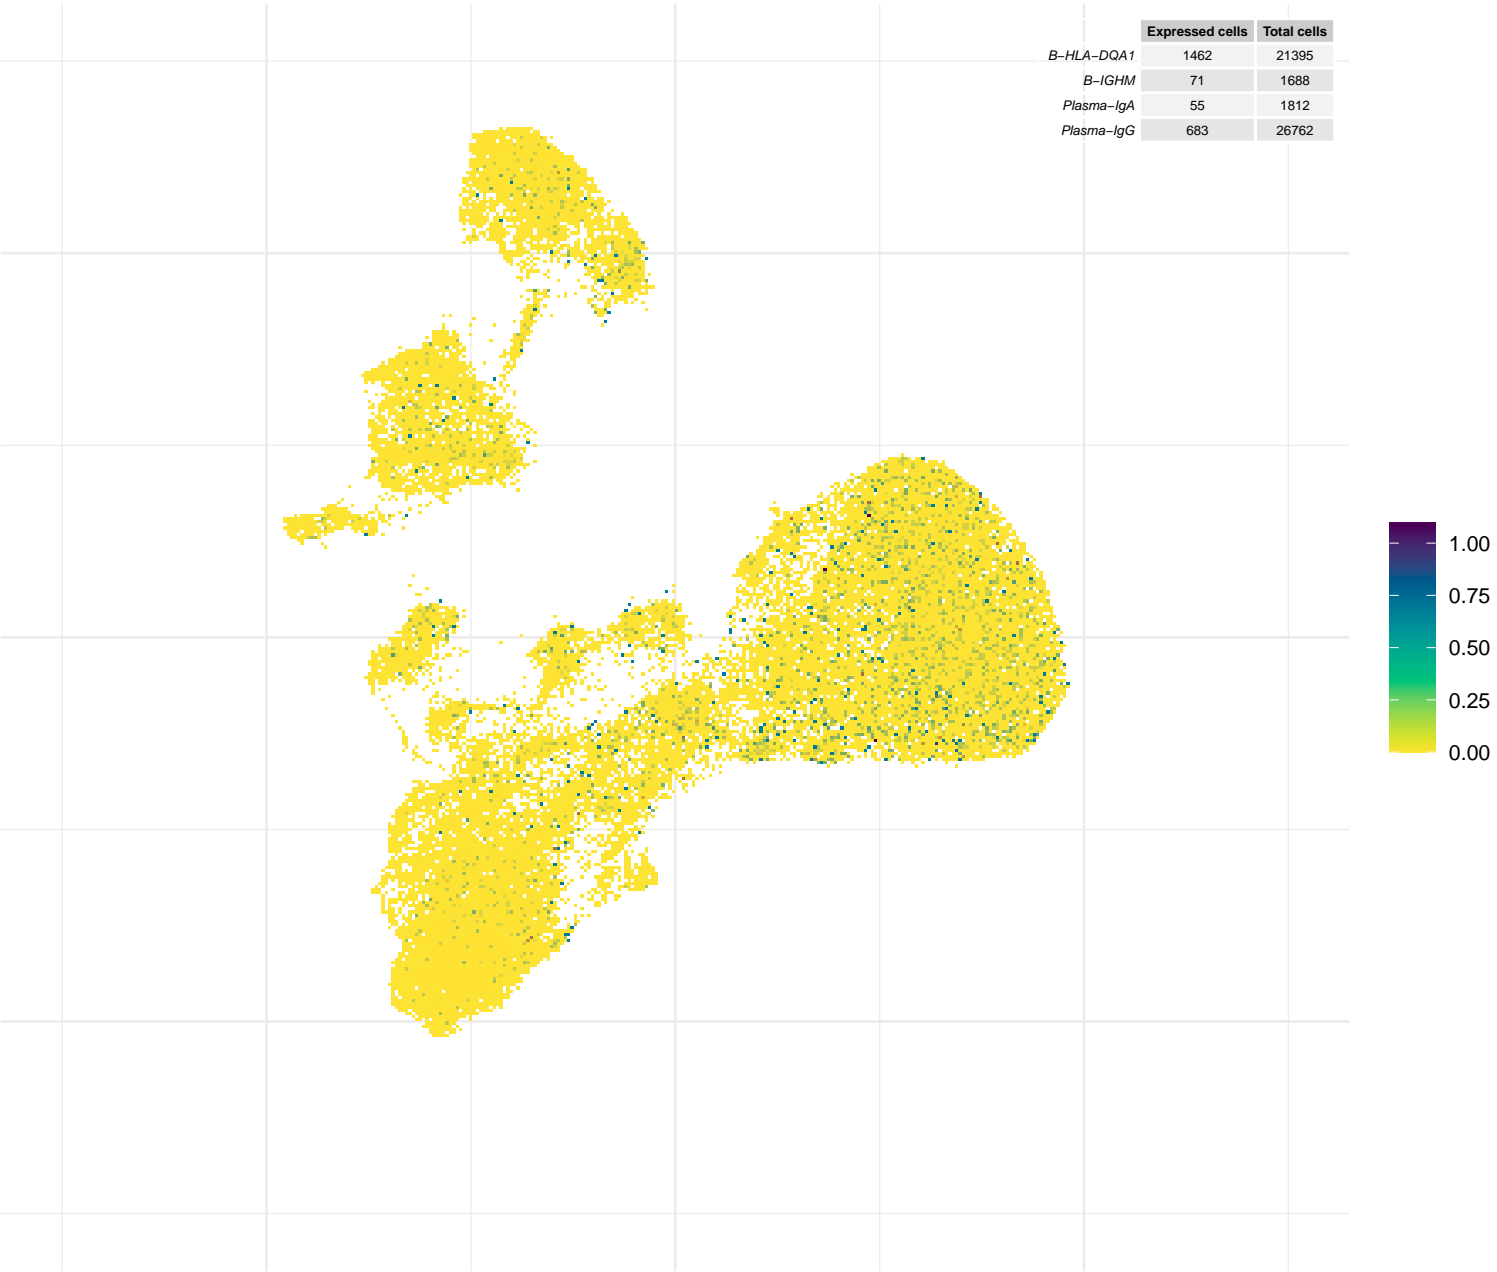 Expressed cells Total cells
B−HLA−DQA1 1462 21395
B−IGHM 71 1688
Plasma−IgA 55 1812
Plasma−IgG 683 26762
1.00
0.75
0.50
0.25
0.00